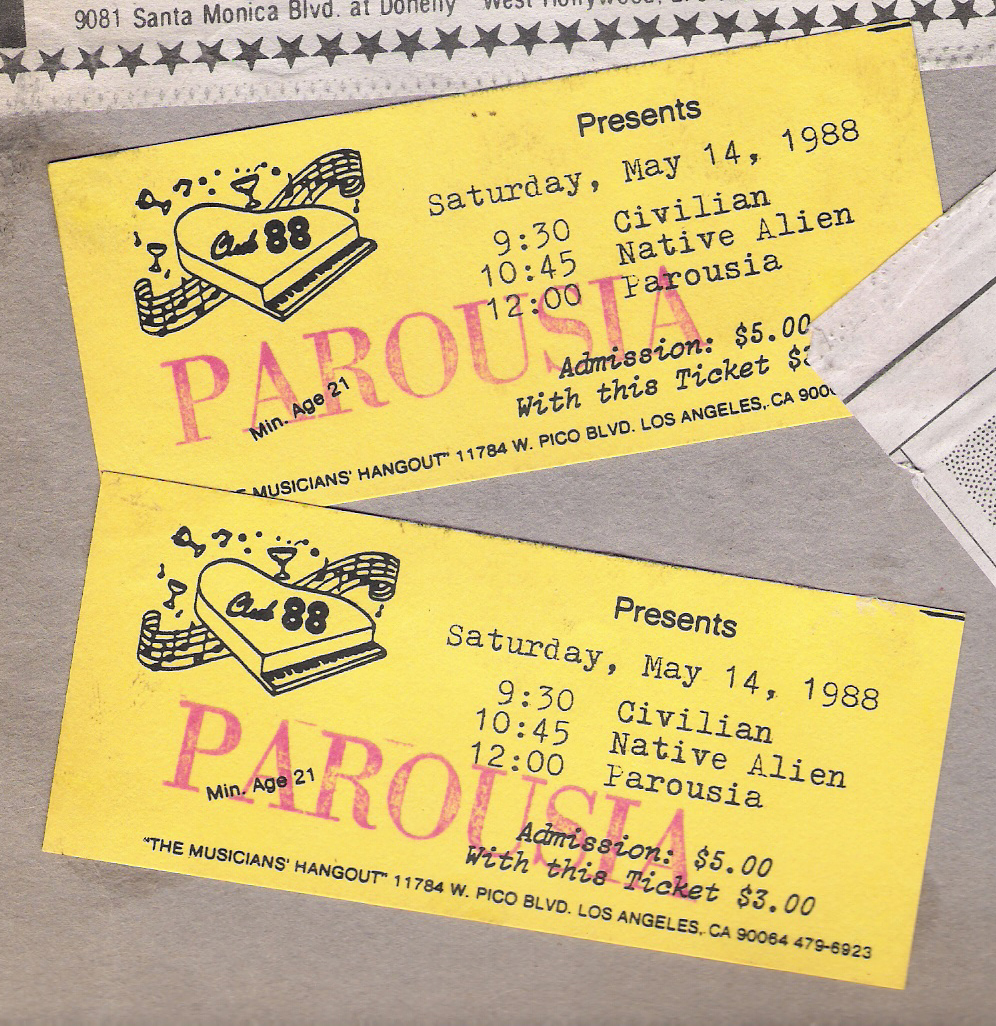 9081 Santa Monica Blvd. at Doheny West Hollywood,
Presents
Saturday, May 14, 1988
Club 88
9:30 Civilian
10:45 Native Alien
12:00 Parousia
PAROUSIA
Admission: $5.00
With this Ticket $3
Min. Age 21
MUSICIANS' HANGOUT" 11784 W. PICO BLVD. LOS ANGELES, CA 900
Presents
Saturday, May 14, 1988
Club 88
9:30 Civilian
10:45 Native Alien
12:00 Parousia
PAROUSIA
Min. Age 21
Admission: $5.00
With this Ticket $3.00
"THE MUSICIANS' HANGOUT" 11784 W. PICO BLVD. LOS ANGELES, CA 90064 479-6923